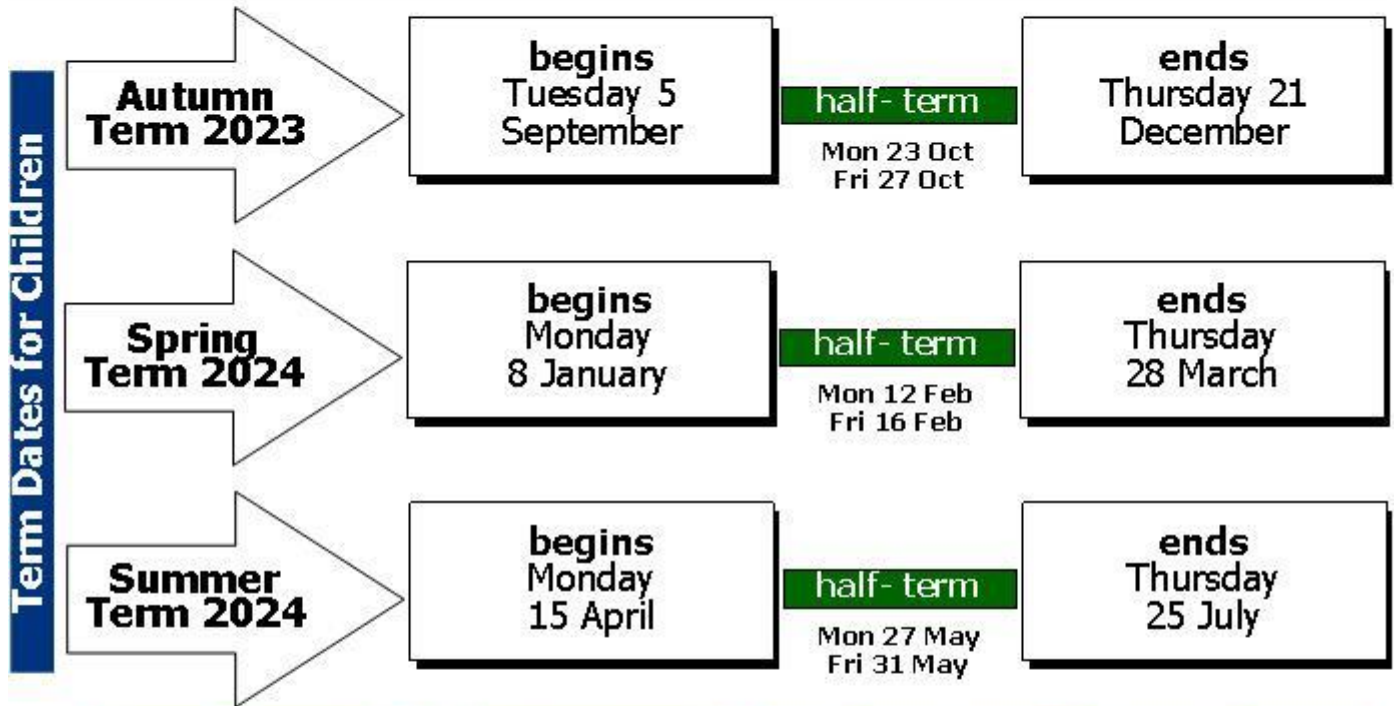 Term Dates for Children
Autumn
Term 2023
begins
Tuesday 5
September
half- term
Mon 23 Oct
Fri 27 Oct
ends
Thursday 21
December
Spring
Term 2024
begins
Monday
8 January
half- term
Mon 12 Feb
Fri 16 Feb
ends
Thursday
28 March
Summer
Term 2024
begins
Monday
15 April
half- term
Mon 27 May
Fri 31 May
ends
Thursday
25 July